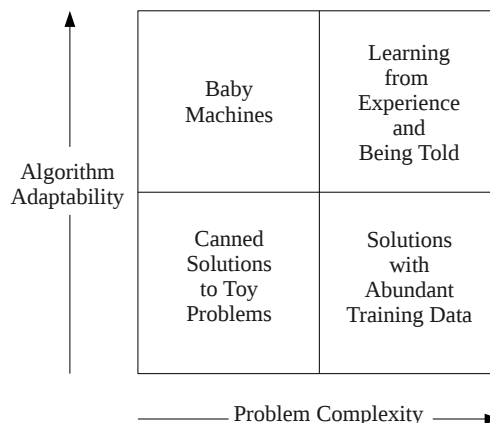 Baby
Machines
Learning
from
Experience
and
Being Told
Algorithm
Adaptability
Canned
Solutions
to Toy
Problems
Solutions
with
Abundant
Training Data
Problem Complexity